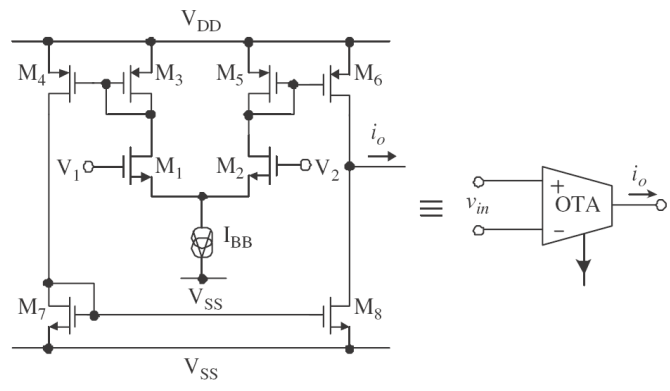 V_DD
M_4 M_3 M_5 M_6
i_o
V_1 M_1 M_2 V_2
I_BB
V_SS
M_7 M_8
V_SS
≡
v_in + − OTA i_o